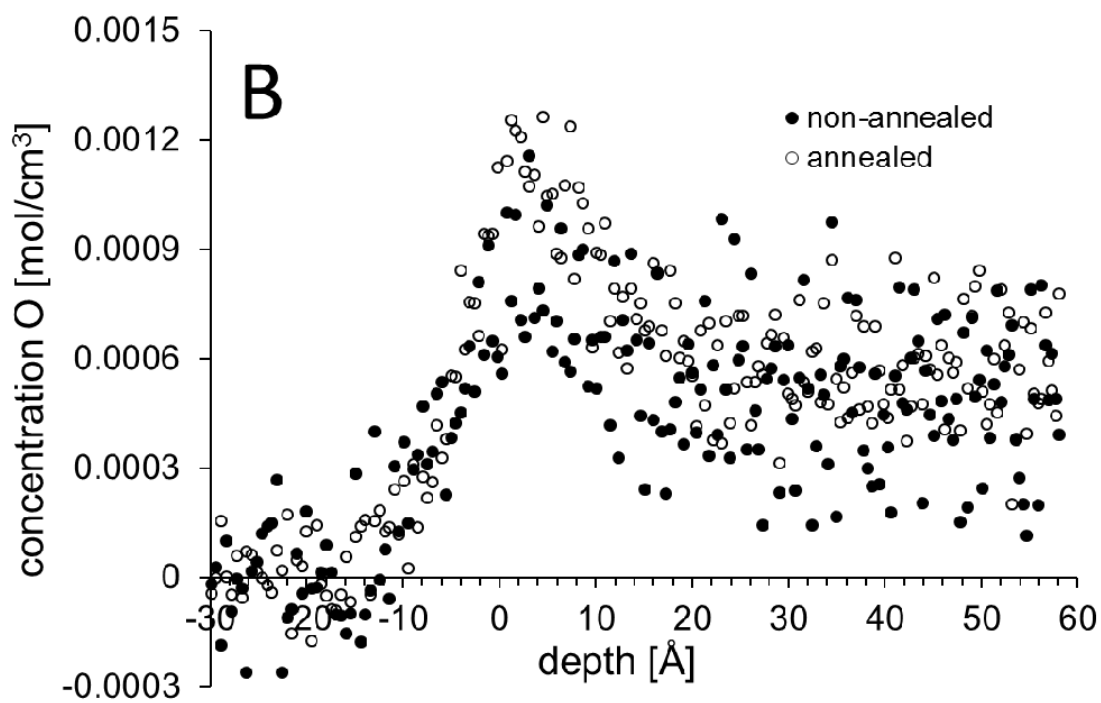 0.0015
B
non-annealed
annealed
0.0012
0.0009
0.0006
0.0003
0
-0.0003
concentration O [mol/cm³]
-30 -20 -10 0 10 20 30 40 50 60
depth [Å]